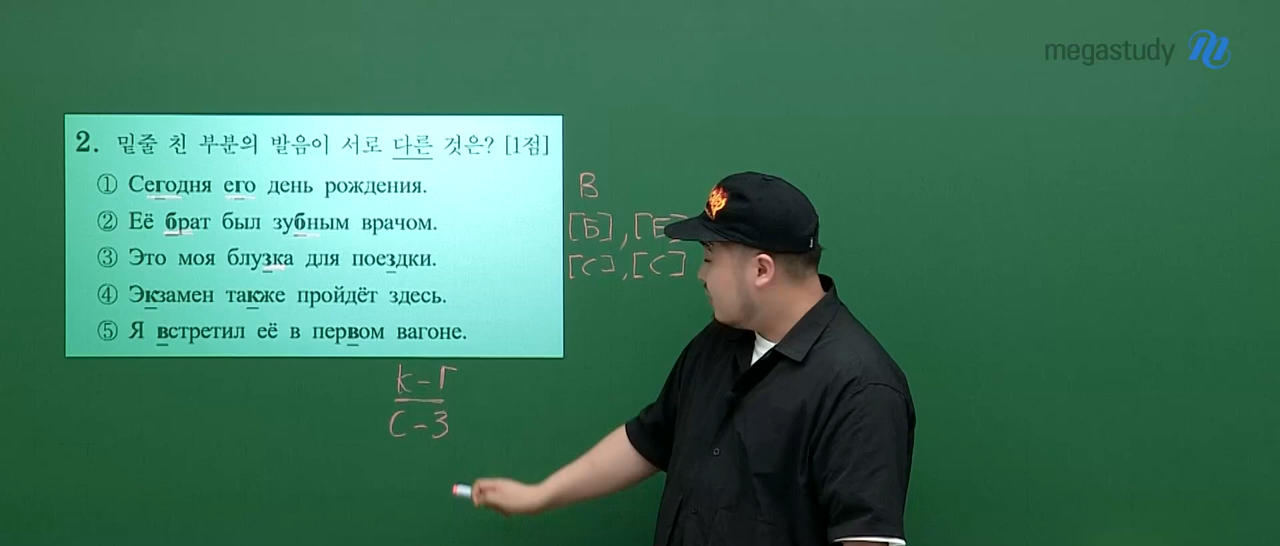 megastudy
2. 밑줄 친 부분의 발음이 서로 다른 것은? [1점]
① Сегодня его день рождения.
② Её брат был зубным врачом.
③ Это моя блузка для поездки.
④ Экзамен также пройдёт здесь.
⑤ Я встретил её в первом вагоне.
В
[Б], [Б]
[С], [С]
К-Г
С-З